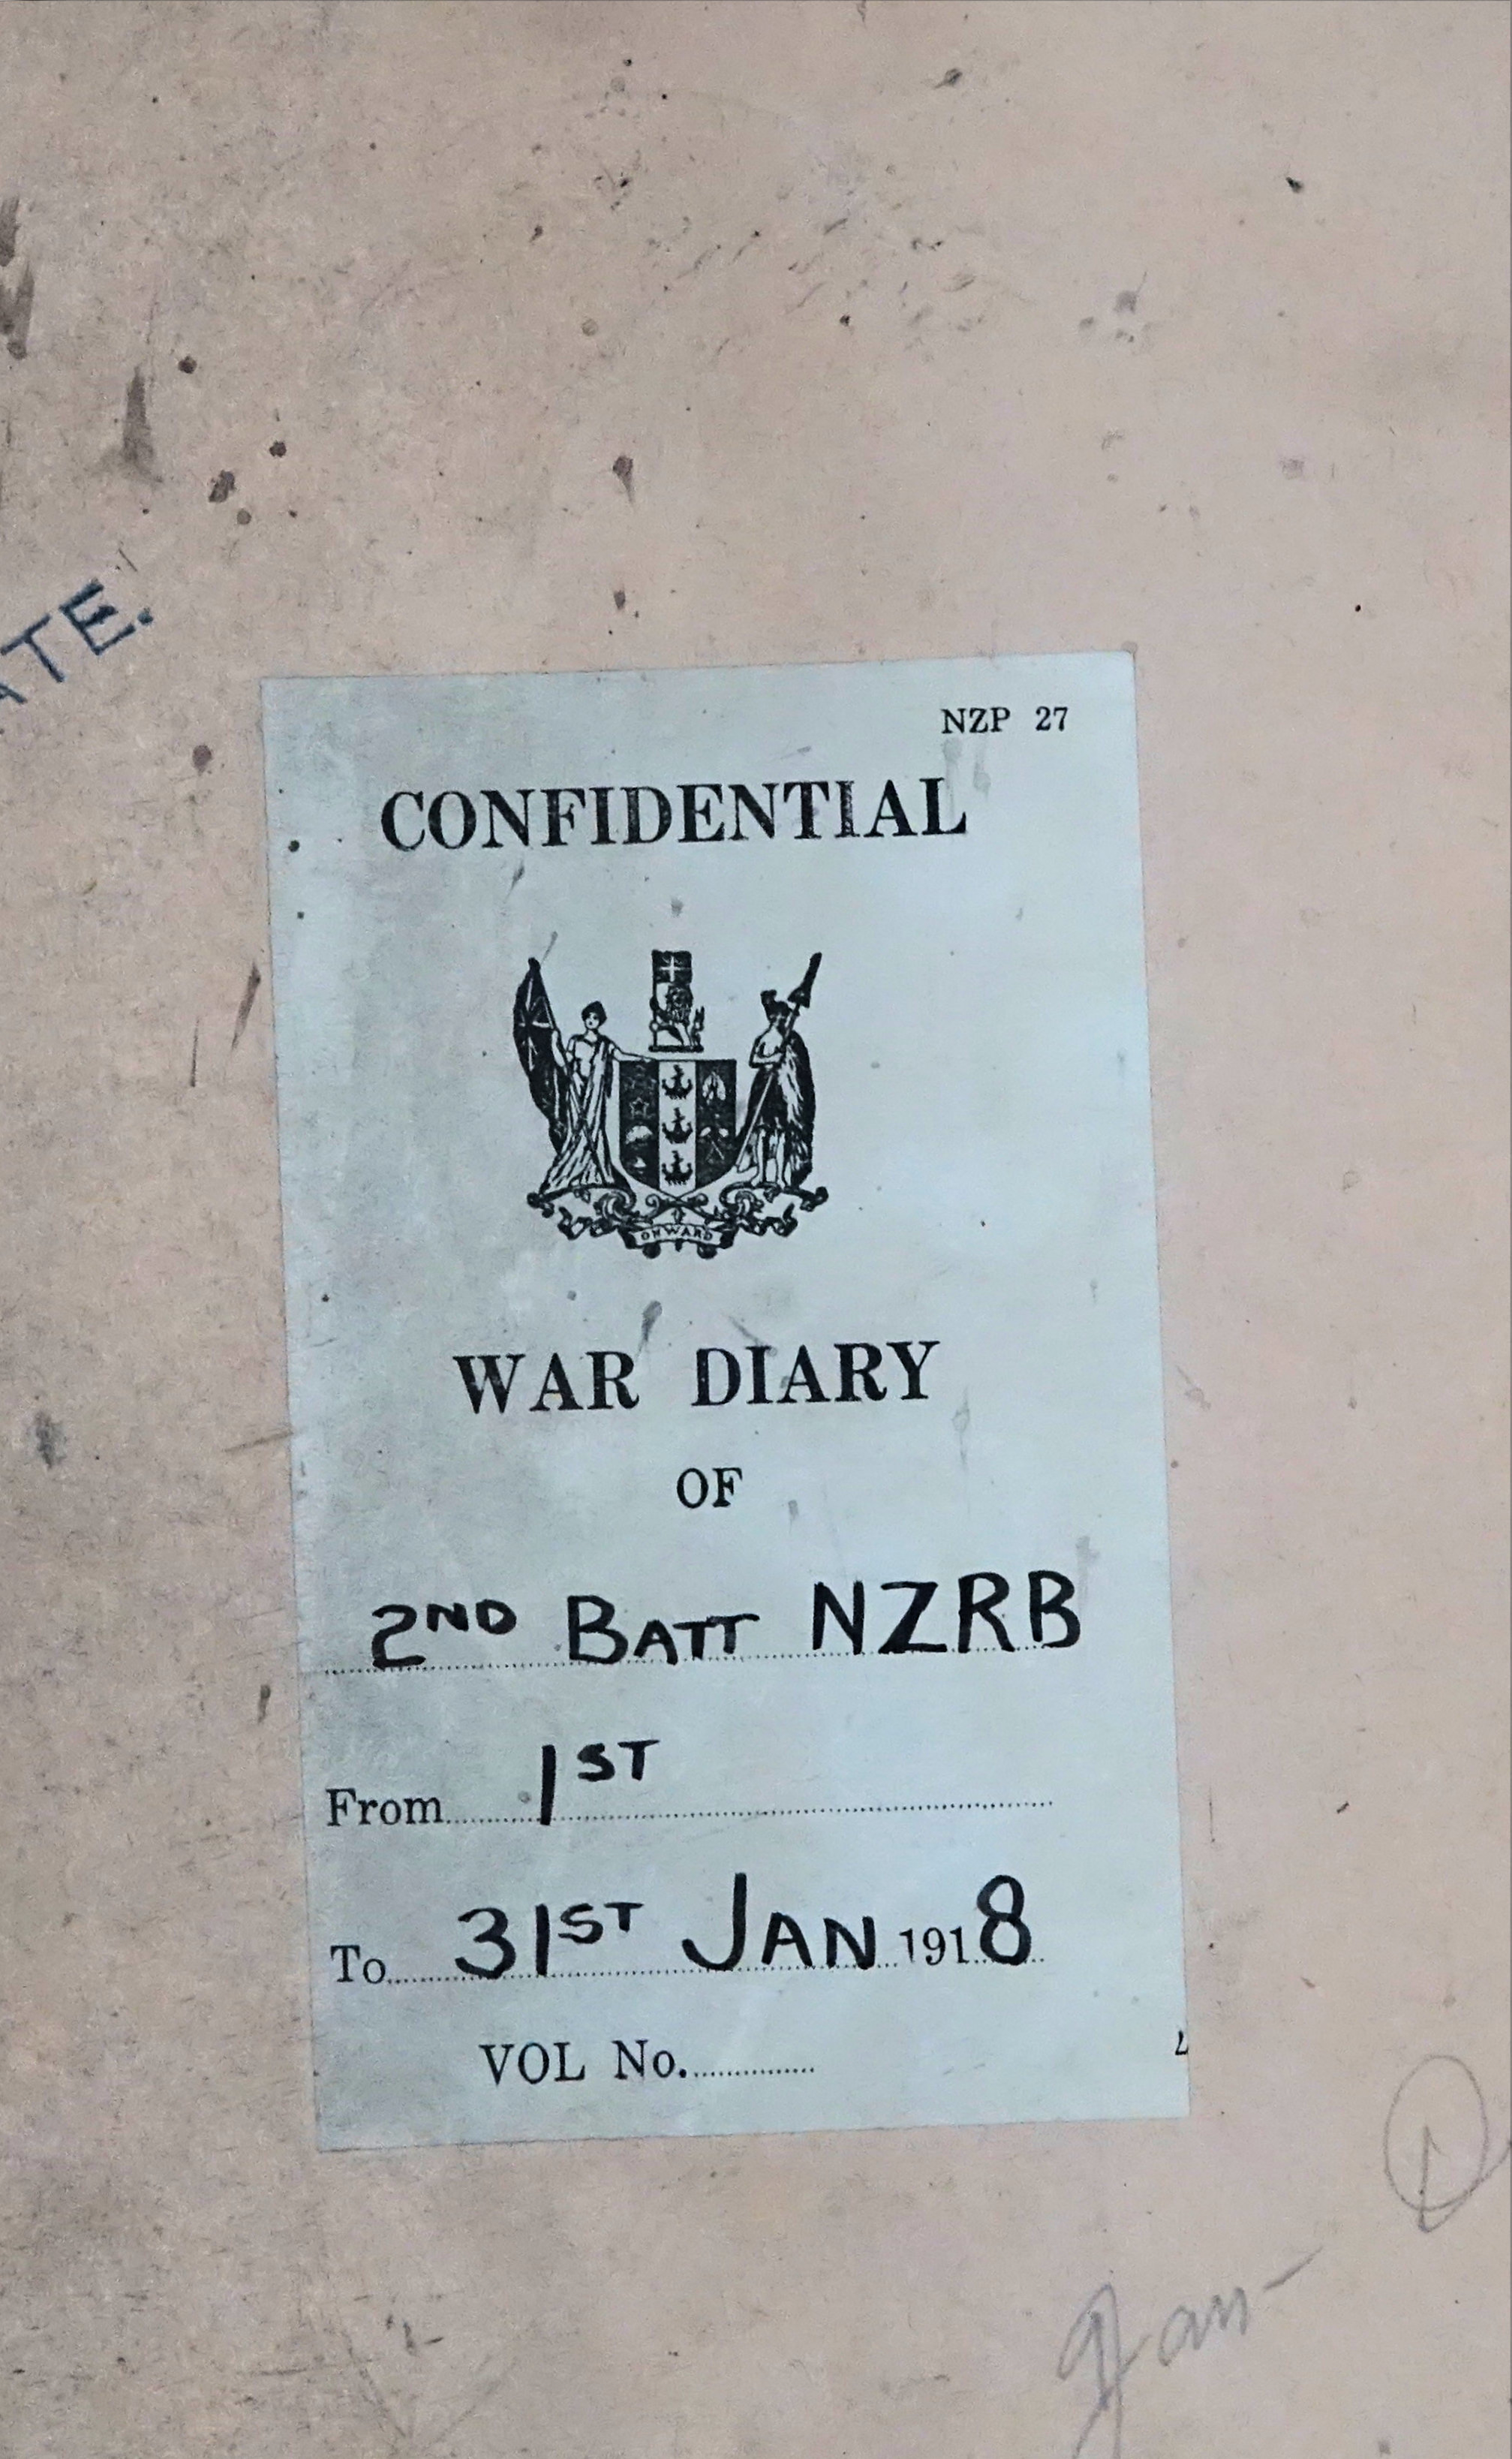 ATE.
NZP 27
CONFIDENTIAL
ONWARD
WAR DIARY
OF
2ND BATT NZRB
From 1ST
To 31ST JAN 1918
VOL No.
Jan-